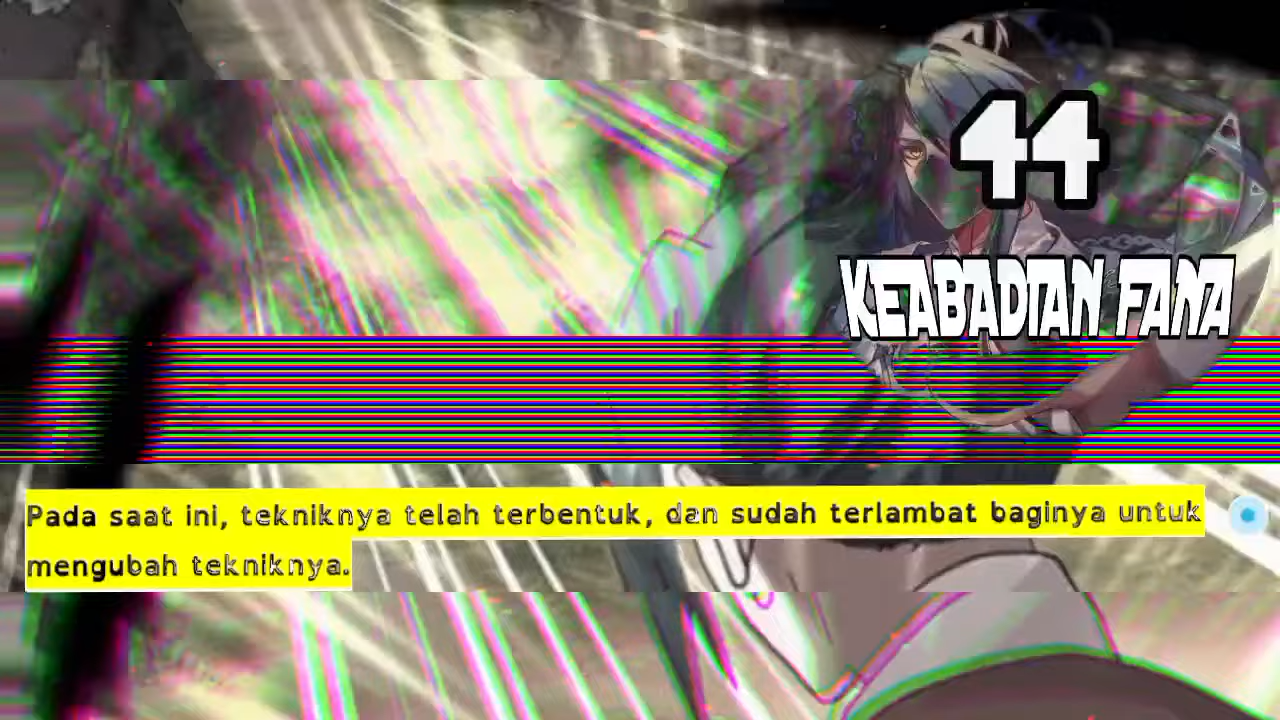 44
KEABADIAN FANA
Pada saat ini, tekniknya telah terbentuk, dan sudah terlambat baginya untuk
mengubah tekniknya.